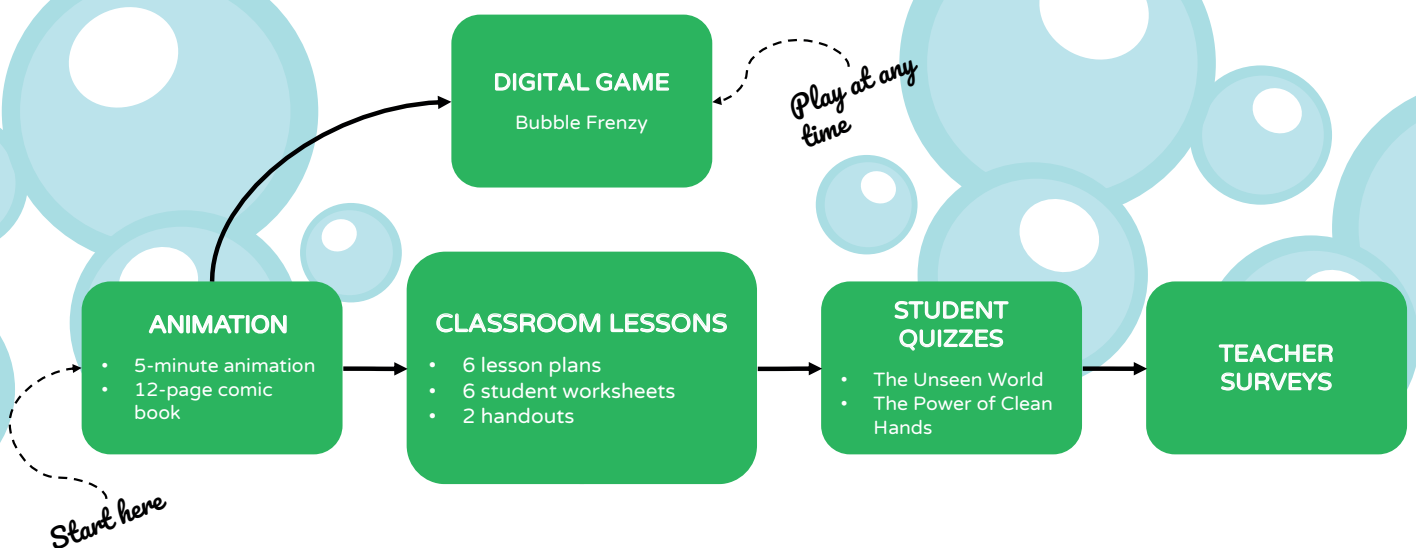 DIGITAL GAME
Bubble Frenzy
Play at any
time
ANIMATION
• 5-minute animation
• 12-page comic
book
CLASSROOM LESSONS
• 6 lesson plans
• 6 student worksheets
• 2 handouts
STUDENT
QUIZZES
• The Unseen World
• The Power of Clean
Hands
TEACHER
SURVEYS
Start here